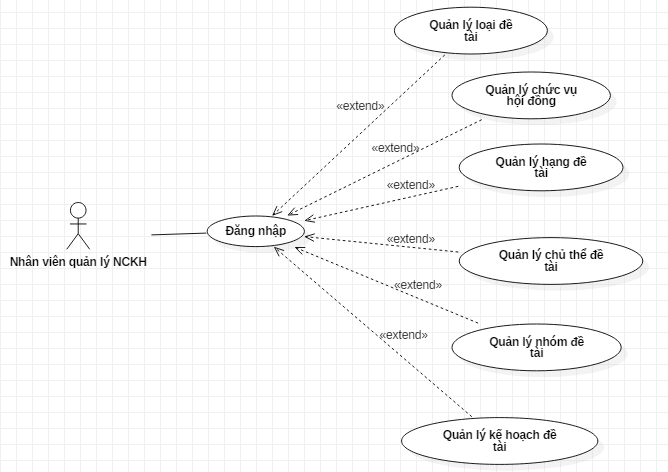 Quản lý loại đề
tài
«extend»
Quản lý chức vụ
hội đồng
«extend»
Quản lý hạng đề
tài
«extend»
Đăng nhập
Nhân viên quản lý NCKH
«extend»
Quản lý chủ thể đề
tài
«extend»
Quản lý nhóm đề
tài
«extend»
Quản lý kế hoạch đề
tài